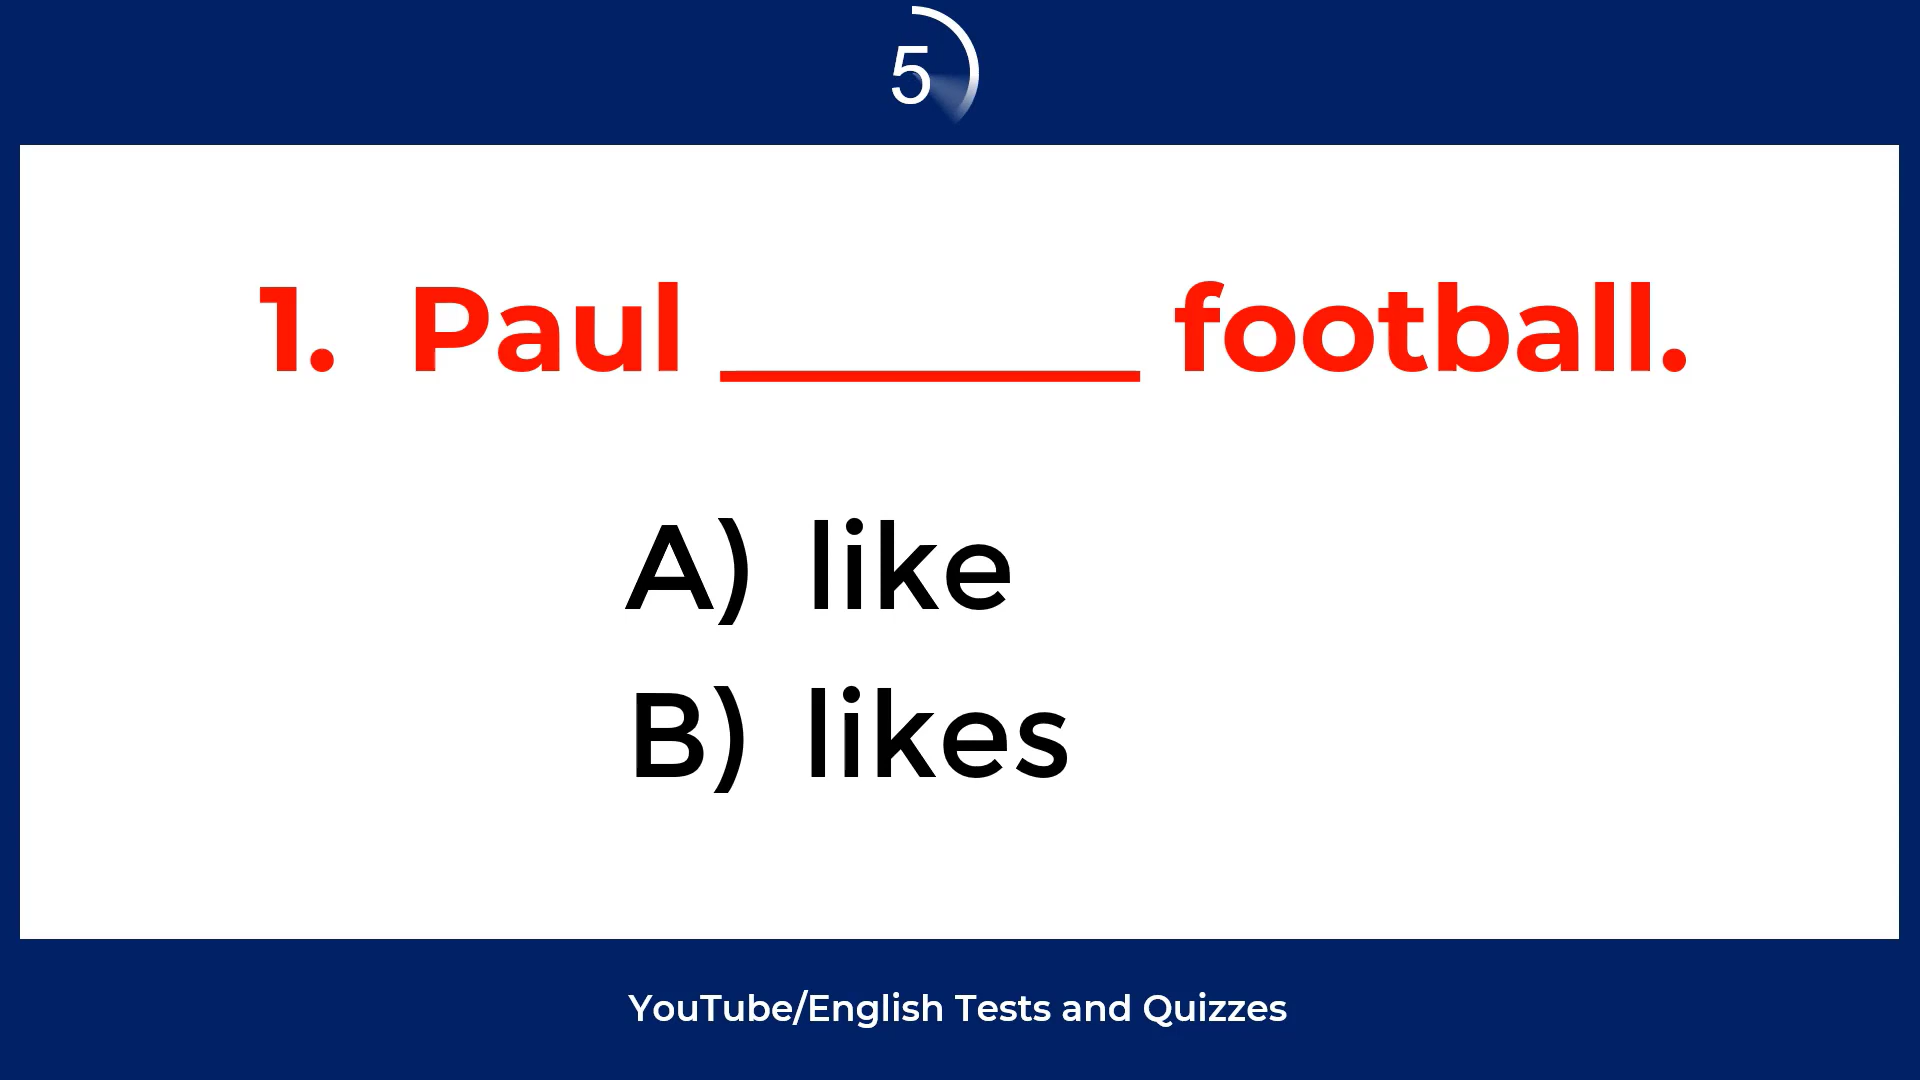 5
1. Paul _______ football.
A) like
B) likes
YouTube/English Tests and Quizzes